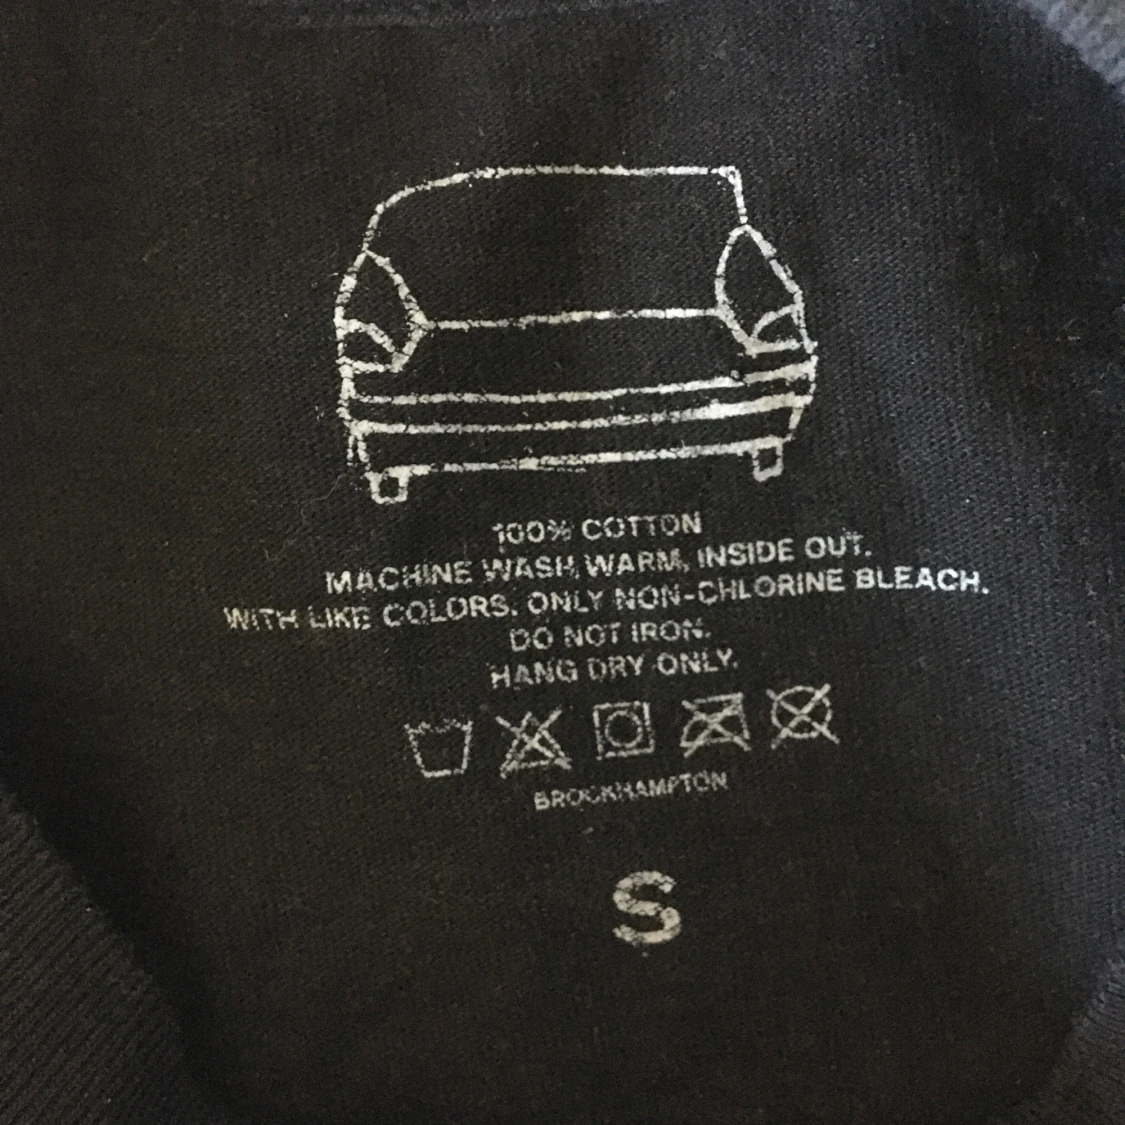 100% COTTON
MACHINE WASH WARM, INSIDE OUT.
WITH LIKE COLORS. ONLY NON-CHLORINE BLEACH.
DO NOT IRON.
HANG DRY ONLY.
BROCKHAMPTON
S